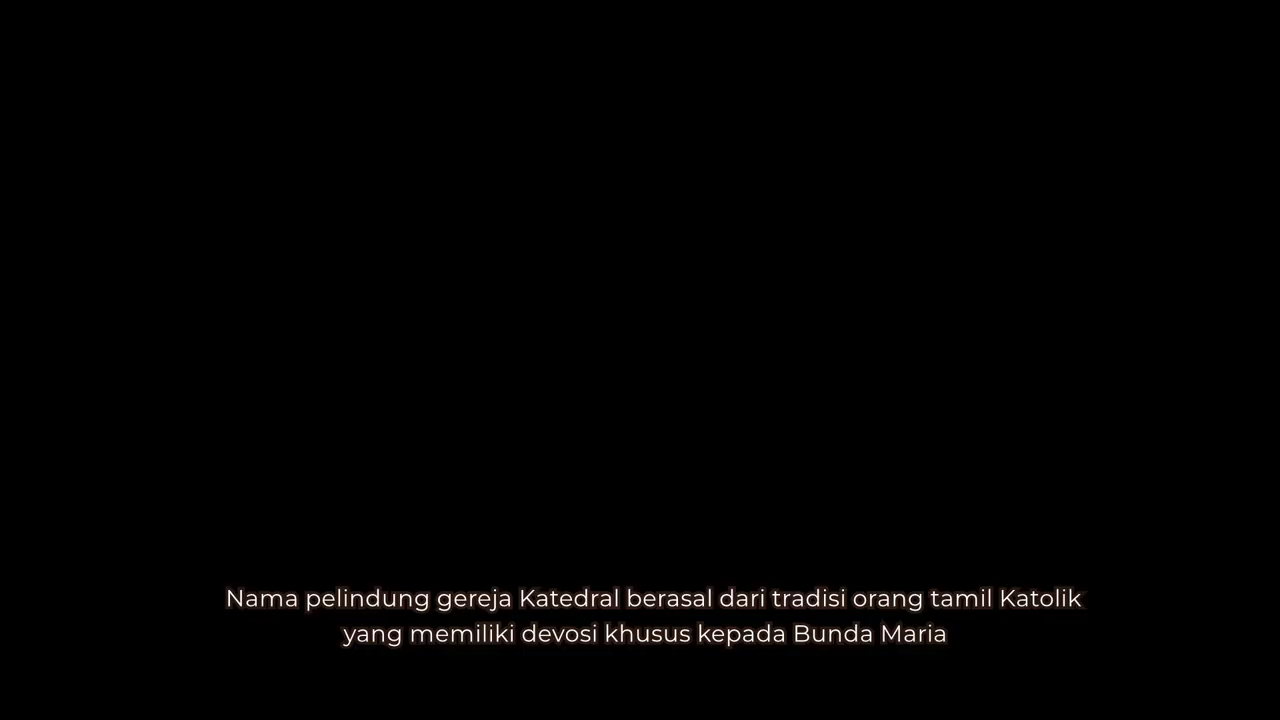 Nama pelindung gereja Katedral berasal dari tradisi orang tamil Katolik
yang memiliki devosi khusus kepada Bunda Maria